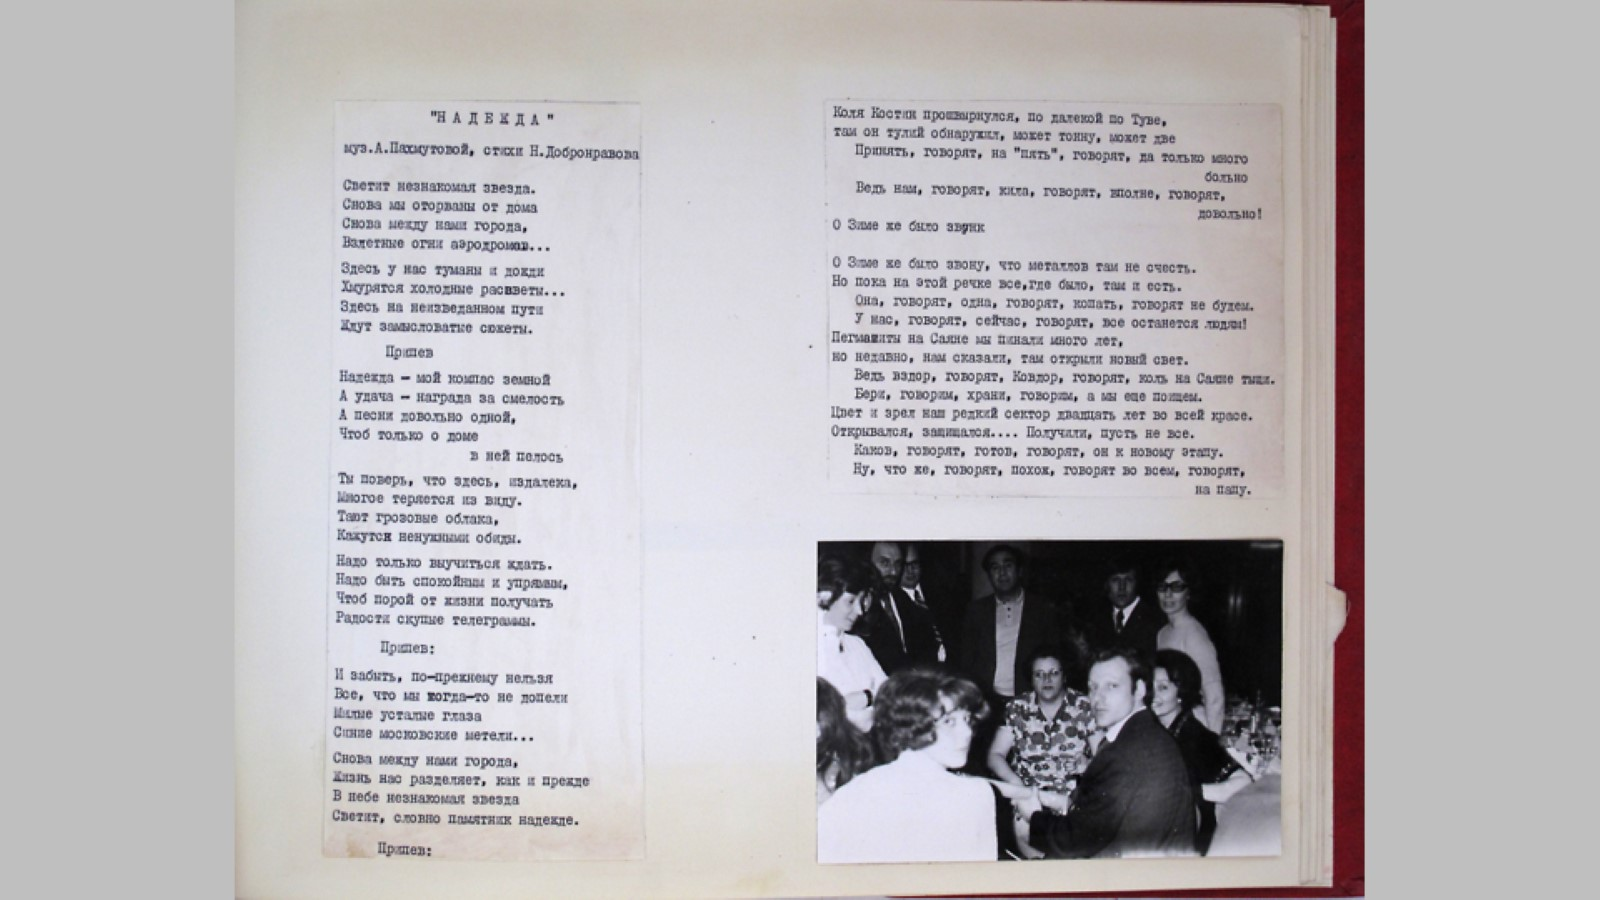 "Н А Д Е Ж Д А"
муз.А.Пахмутовой, стихи Н.Добронравова
Светит незнакомая звезда.
Снова мы оторваны от дома
Снова между нами города,
Взлетные огни аэродромов...
Здесь у нас туманы и дожди
Хмурятся холодные рассветы...
Здесь на неизведанном пути
Ждут замысловатые сюжеты.
Припев
Надежда – мой компас земной
А удача – награда за смелость
А песни довольно одной,
Чтоб только о доме
в ней пелось
Ты поверь, что здесь, издалека,
Многое теряется из виду.
Тают грозовые облака,
Кажутся ненужными обиды.
Надо только выучиться ждать.
Надо быть спокойным и упрямым,
Чтоб порой от жизни получать
Радости скупые телеграммы.
Припев:
И забыть, по-прежнему нельзя
Все, что мы когда-то не допели
Милые усталые глаза
Синие московские метели...
Снова между нами города,
Жизнь нас разделяет, как и прежде
В небе незнакомая звезда
Светит, словно памятник надежде.
Припев:
Коля Костин прошвырнулся, по далекой по Туве,
там он тулий обнаружил, может тонну, может две
Принять, говорят, на "пять", говорят, да только много
больно
Ведь нам, говорят, кила, говорят, вполне, говорят,
довольно!
О Зиме же было звунк
О Зиме же было звону, что металлов там не счесть.
Но пока на этой речке все,где было, там и есть.
Она, говорят, одна, говорят, копать, говорят не будем.
У нас, говорят, сейчас, говорят, все останется людям!
Пегматиты на Саяне мы пинали много лет,
но недавно, нам сказали, там открыли новый свет.
Ведь вздор, говорят, Ковдор, говорят, коль на Саяне тыщи.
Бери, говорим, храни, говорим, а мы еще поищем.
Цвет и зрел наш редкий сектор двадцать лет во всей красе.
Открывался, защищался.... Получили, пусть не все.
Каков, говорят, готов, говорят, он к новому этапу.
Ну, что же, говорят, похож, говорят во всем, говорят,
на папу.